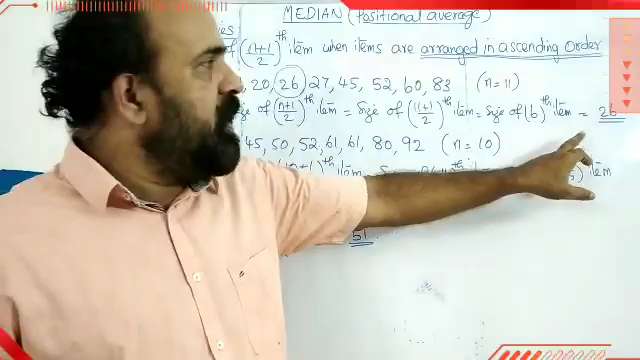 MEDIAN (Positional average)
of (n+1/2)th item when items are arranged in ascending Order
20, 26, 27, 45, 52, 60, 83 (n = 11)
of (n+1/2)th item = Size of (11+1/2)th item = Size of (6)th item = 26
45, 50, 52, 61, 61, 80, 92 (n = 10)
item
51